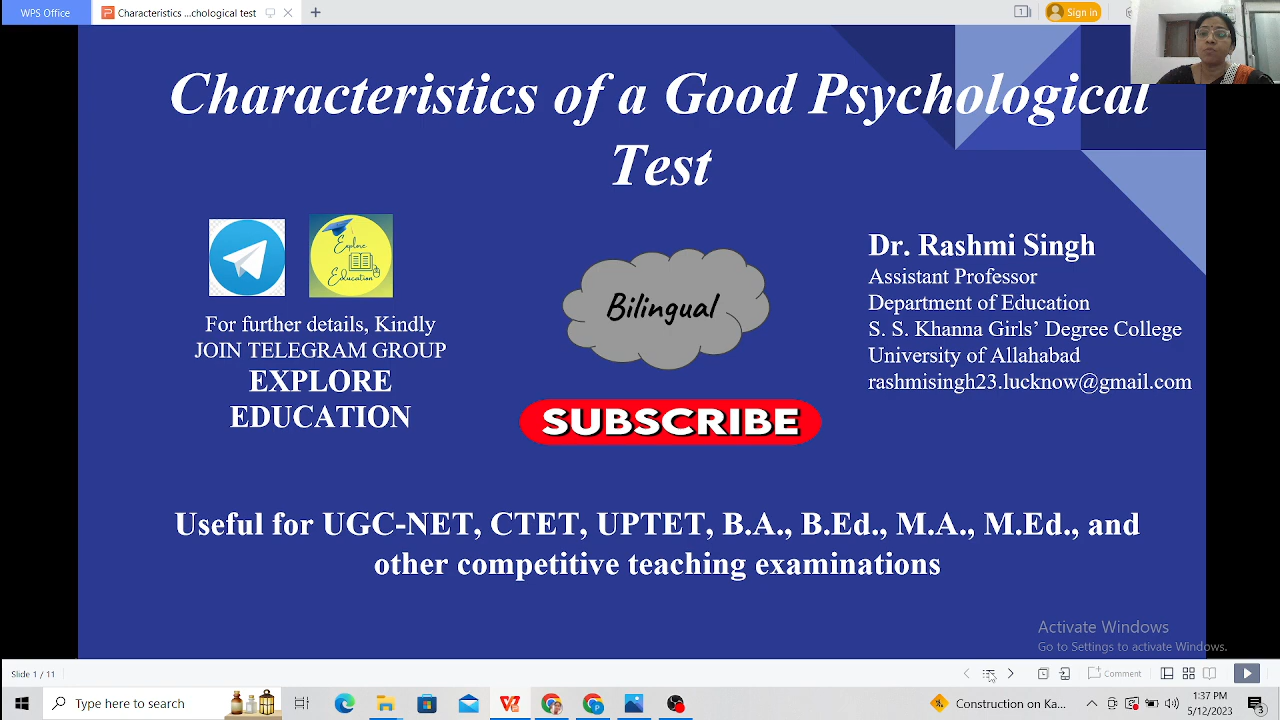 WPS Office
Characteristics ...chological test
1
Sign in
Characteristics of a Good Psychological
Test
Explore
Education
For further details, Kindly
JOIN TELEGRAM GROUP
EXPLORE
EDUCATION
Bilingual
SUBSCRIBE
Dr. Rashmi Singh
Assistant Professor
Department of Education
S. S. Khanna Girls’ Degree College
University of Allahabad
rashmisingh23.lucknow@gmail.com
Useful for UGC-NET, CTET, UPTET, B.A., B.Ed., M.A., M.Ed., and
other competitive teaching examinations
Activate Windows
Go to Settings to activate Windows.
Slide 1 / 11
Comment
Type here to search
Construction on Ka...
1:37 PM
5/12/2023
3